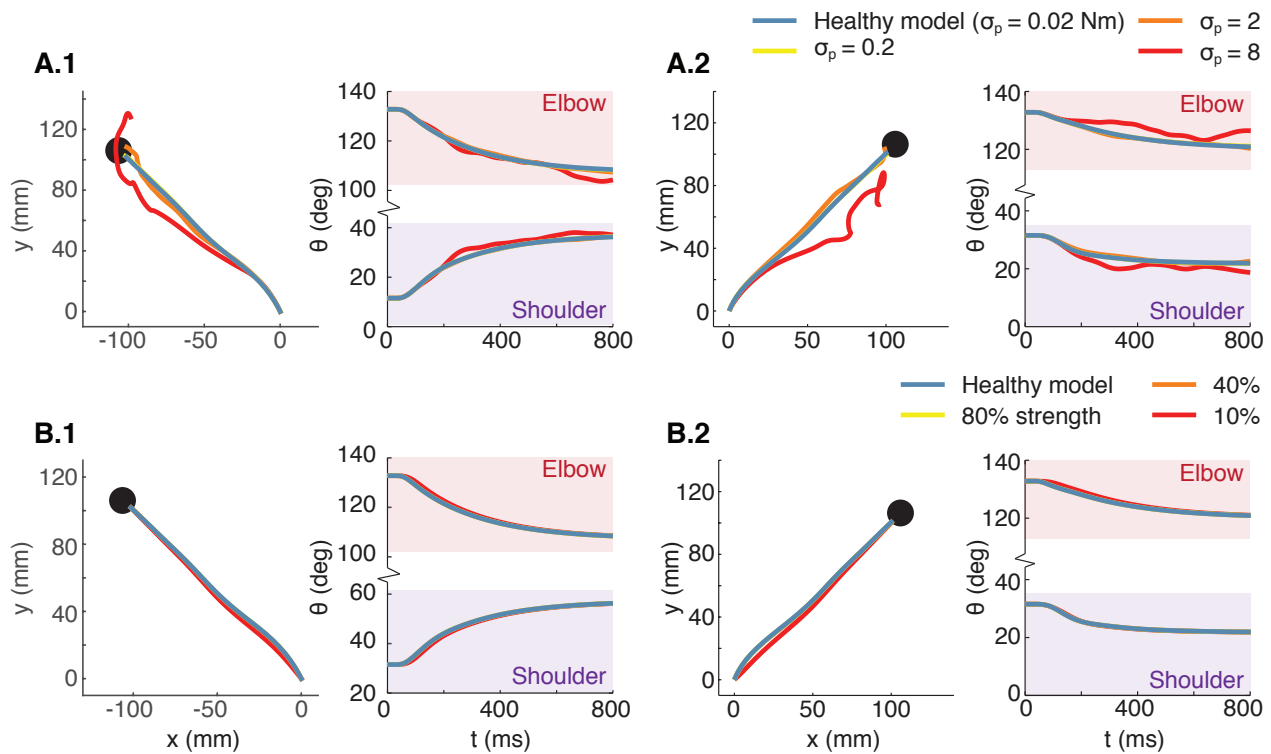 Healthy model (σp = 0.02 Nm)
σp = 2
σp = 0.2
σp = 8
A.1
y (mm)
120
80
40
0
-100
-50
0
θ (deg)
140
120
100
40
20
0
Elbow
Shoulder
0
400
800
A.2
y (mm)
120
80
40
0
0
50
100
θ (deg)
140
120
40
20
0
Elbow
Shoulder
0
400
800
Healthy model
40%
80% strength
10%
B.1
y (mm)
120
80
40
0
-100
-50
0
x (mm)
θ (deg)
140
120
100
60
40
20
Elbow
Shoulder
0
400
800
t (ms)
B.2
y (mm)
120
80
40
0
0
50
100
x (mm)
θ (deg)
140
120
40
20
0
Elbow
Shoulder
0
400
800
t (ms)